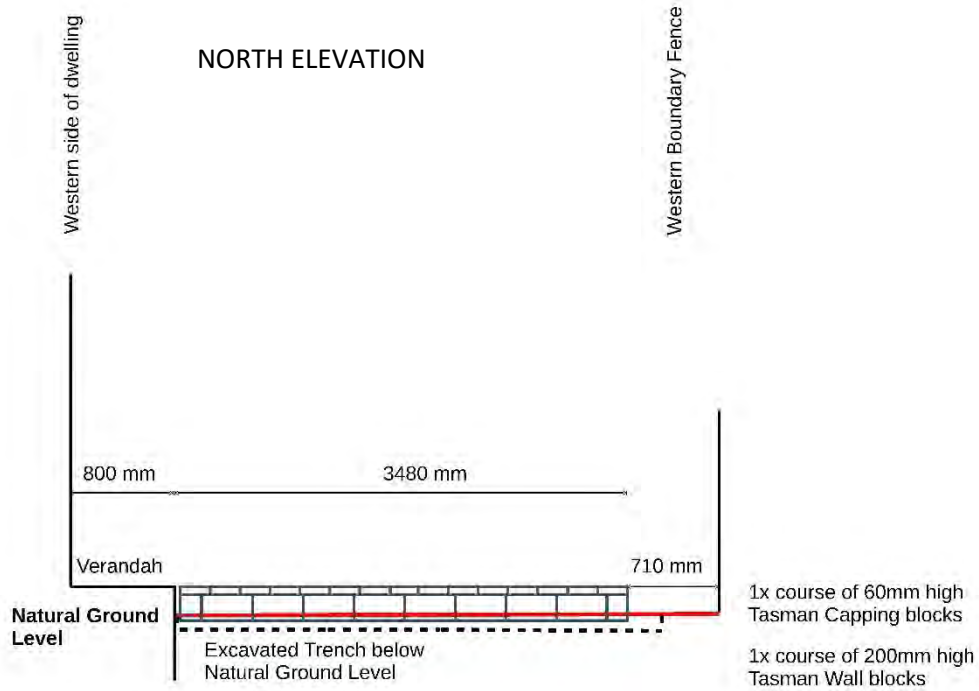 Western side of dwelling
NORTH ELEVATION
Western Boundary Fence
800 mm
3480 mm
Verandah
710 mm
Natural Ground
Level
1x course of 60mm high
Tasman Capping blocks
Excavated Trench below
Natural Ground Level
1x course of 200mm high
Tasman Wall blocks